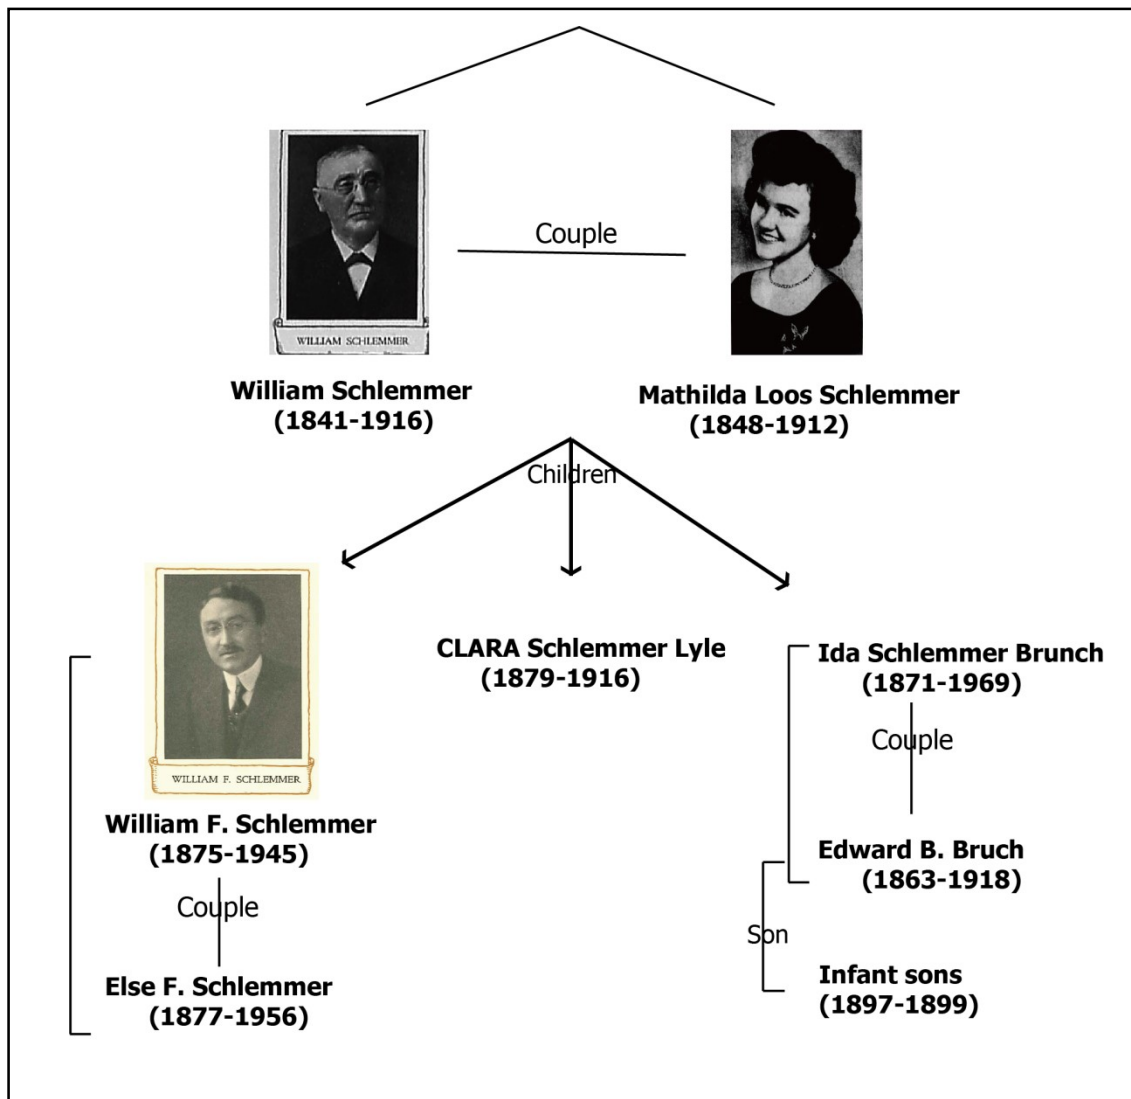 Couple
WILLIAM SCHLEMMER
William Schlemmer
(1841-1916)
Mathilda Loos Schlemmer
(1848-1912)
Children
WILLIAM F. SCHLEMMER
William F. Schlemmer
(1875-1945)
Couple
Else F. Schlemmer
(1877-1956)
CLARA Schlemmer Lyle
(1879-1916)
Ida Schlemmer Brunch
(1871-1969)
Couple
Edward B. Bruch
(1863-1918)
Son
Infant sons
(1897-1899)